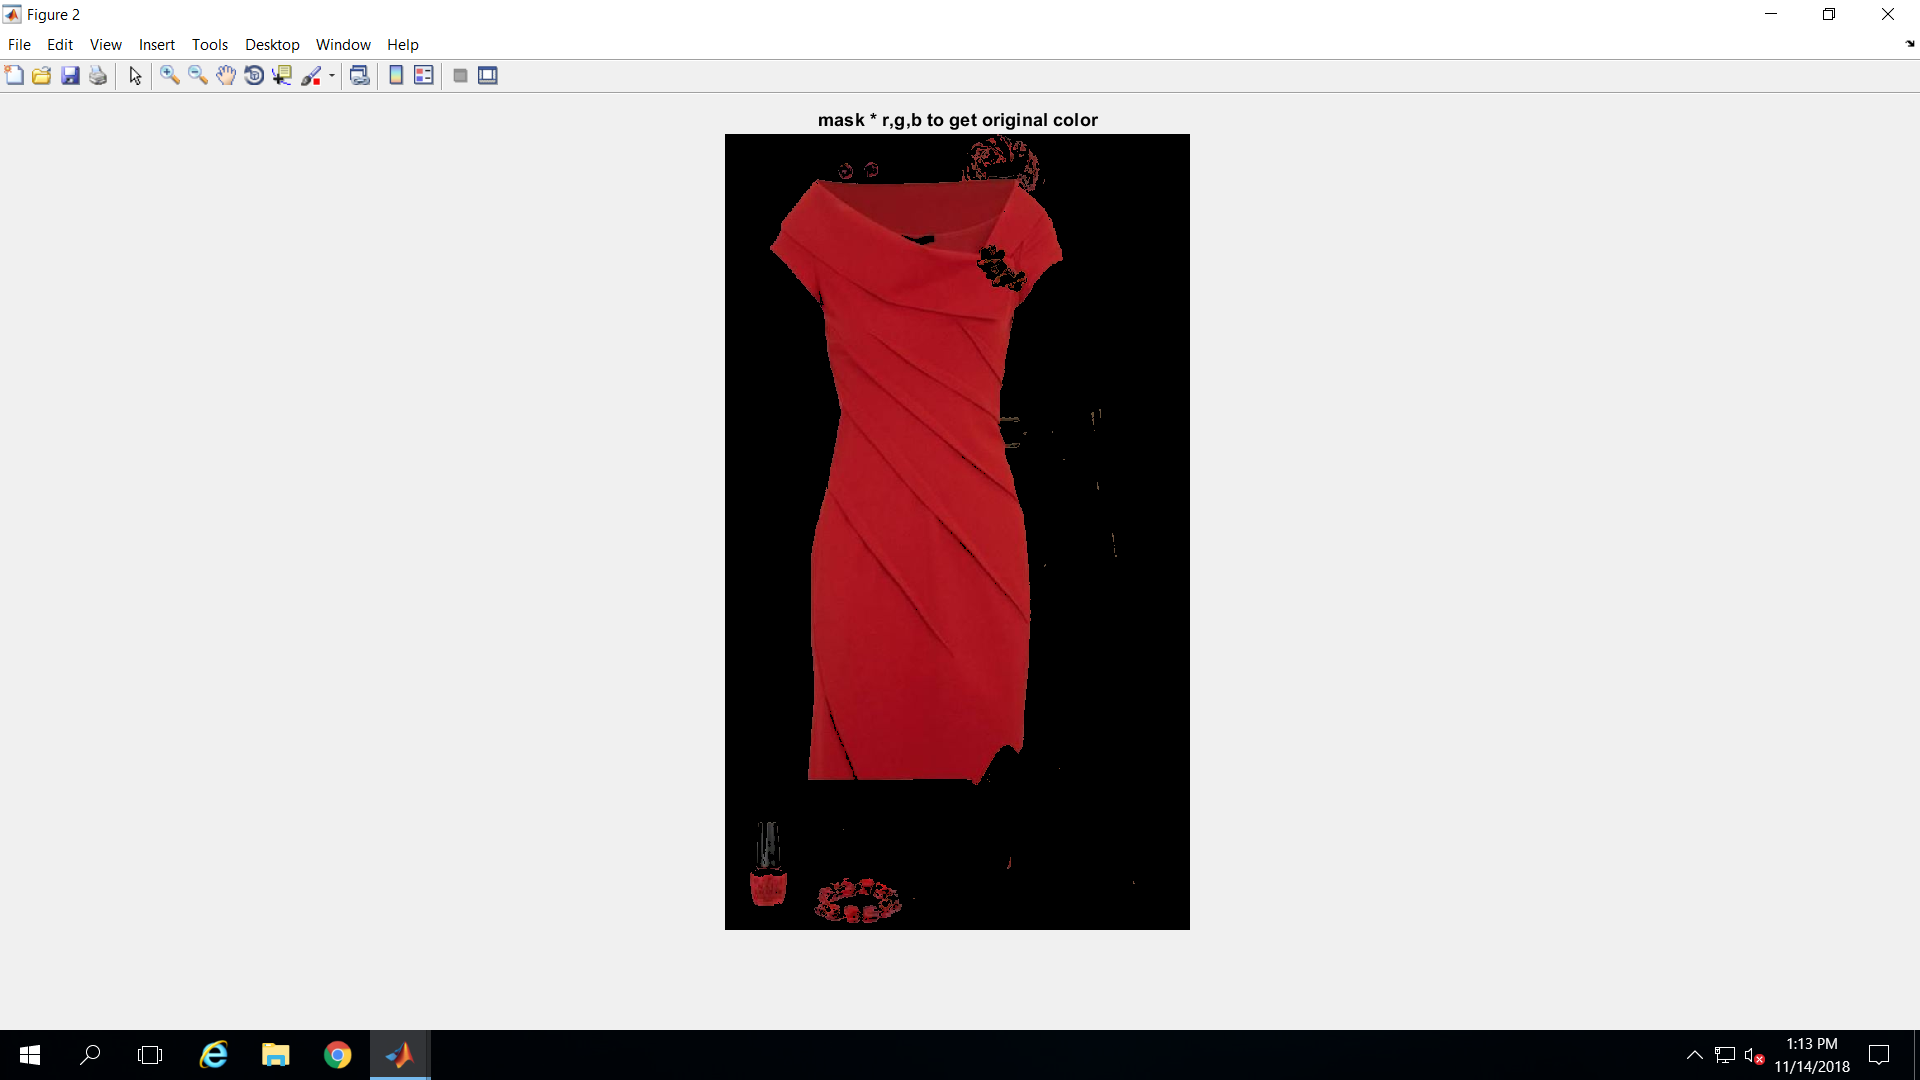 Figure 2
File Edit View Insert Tools Desktop Window Help
mask * r,g,b to get original color
1:13 PM
11/14/2018